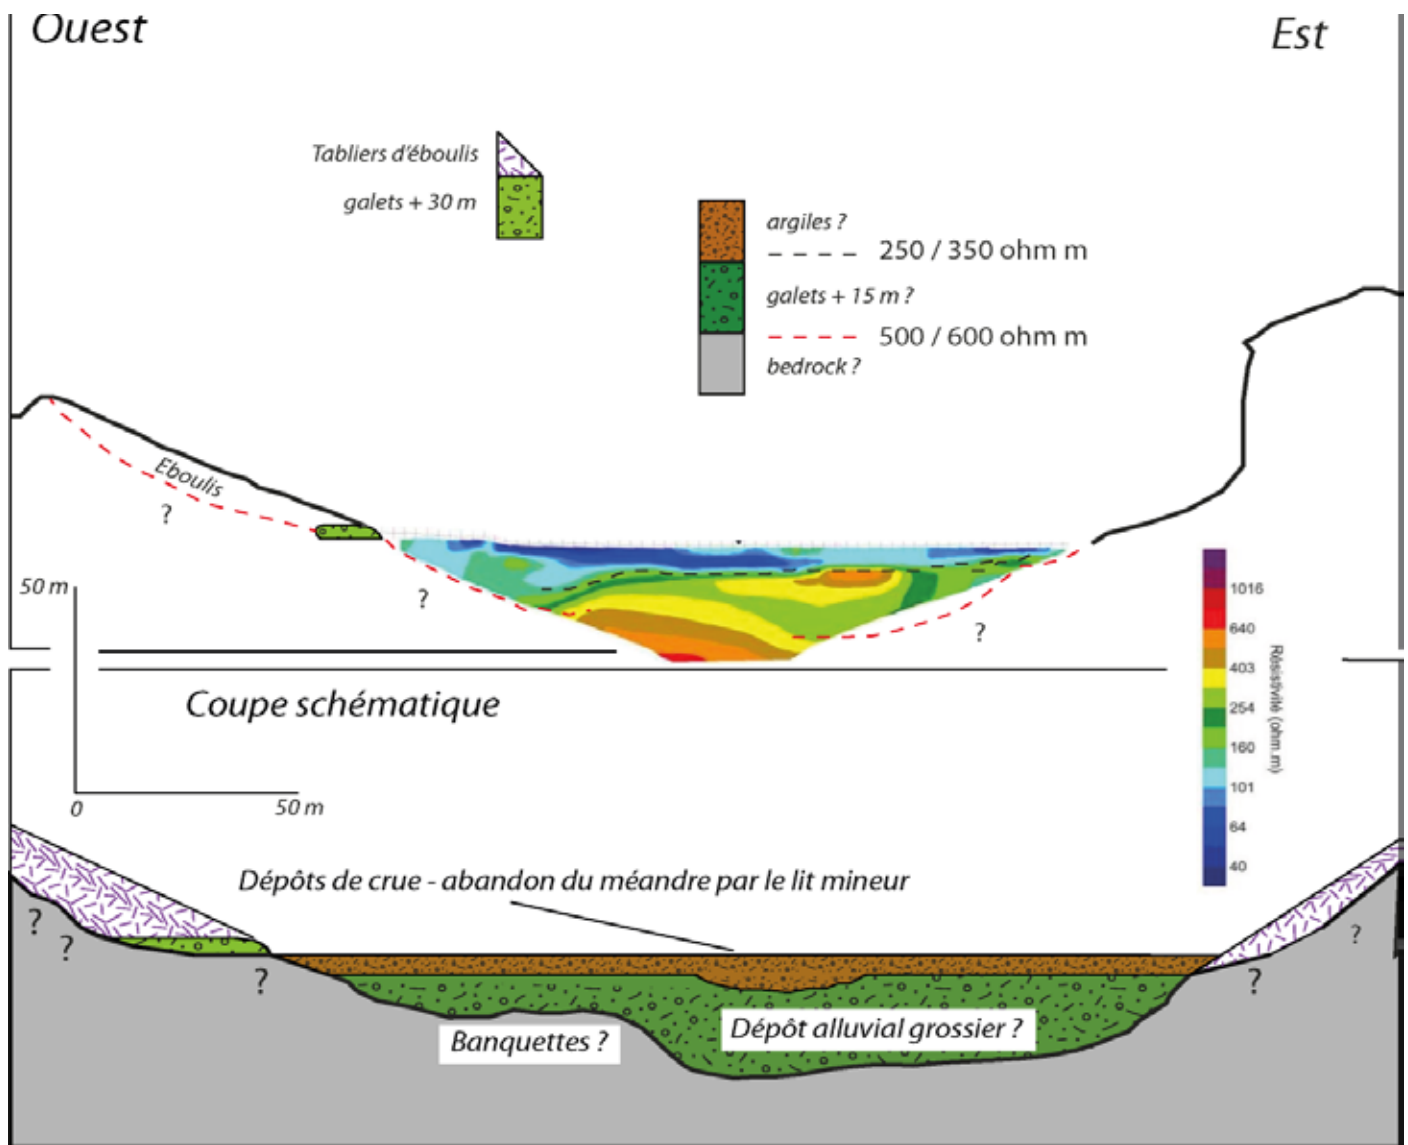 Ouest
Est
Tabliers d'éboulis
galets + 30 m
argiles ?
250 / 350 ohm m
galets + 15 m ?
500 / 600 ohm m
bedrock ?
Eboulis
?
?
?
50 m
1016
640
403
254
160
101
64
40
Résistivité (ohm.m)
Coupe schématique
0
50 m
Dépôts de crue - abandon du méandre par le lit mineur
?
?
?
?
?
Banquettes ?
Dépôt alluvial grossier ?